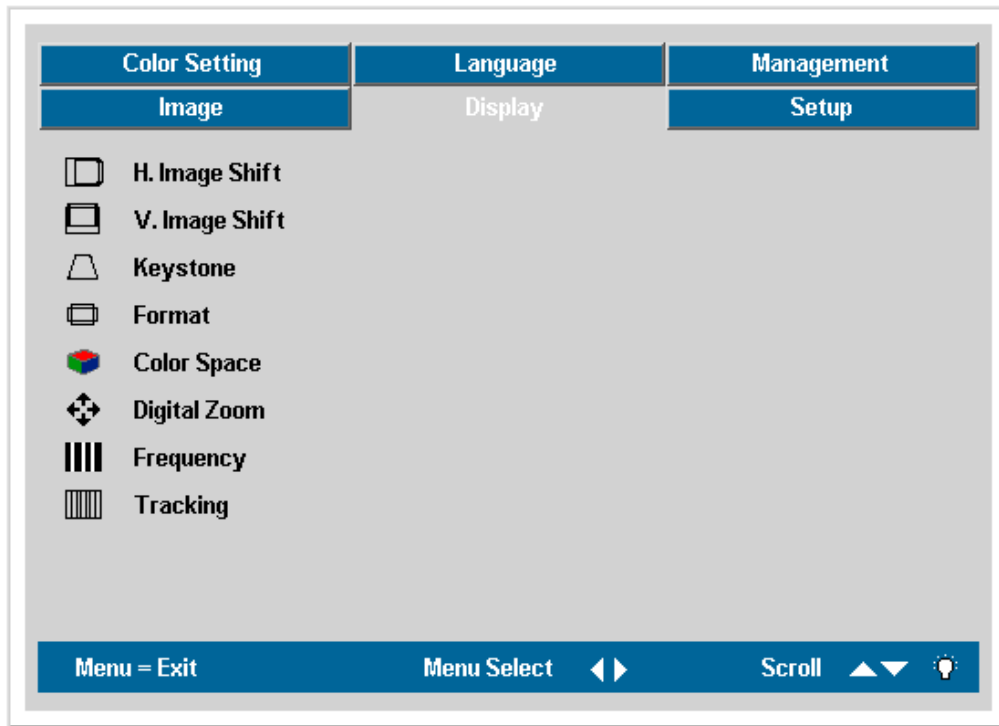 Color Setting Language Management
Image Display Setup
H. Image Shift
V. Image Shift
Keystone
Format
Color Space
Digital Zoom
Frequency
Tracking
Menu = Exit Menu Select Scroll